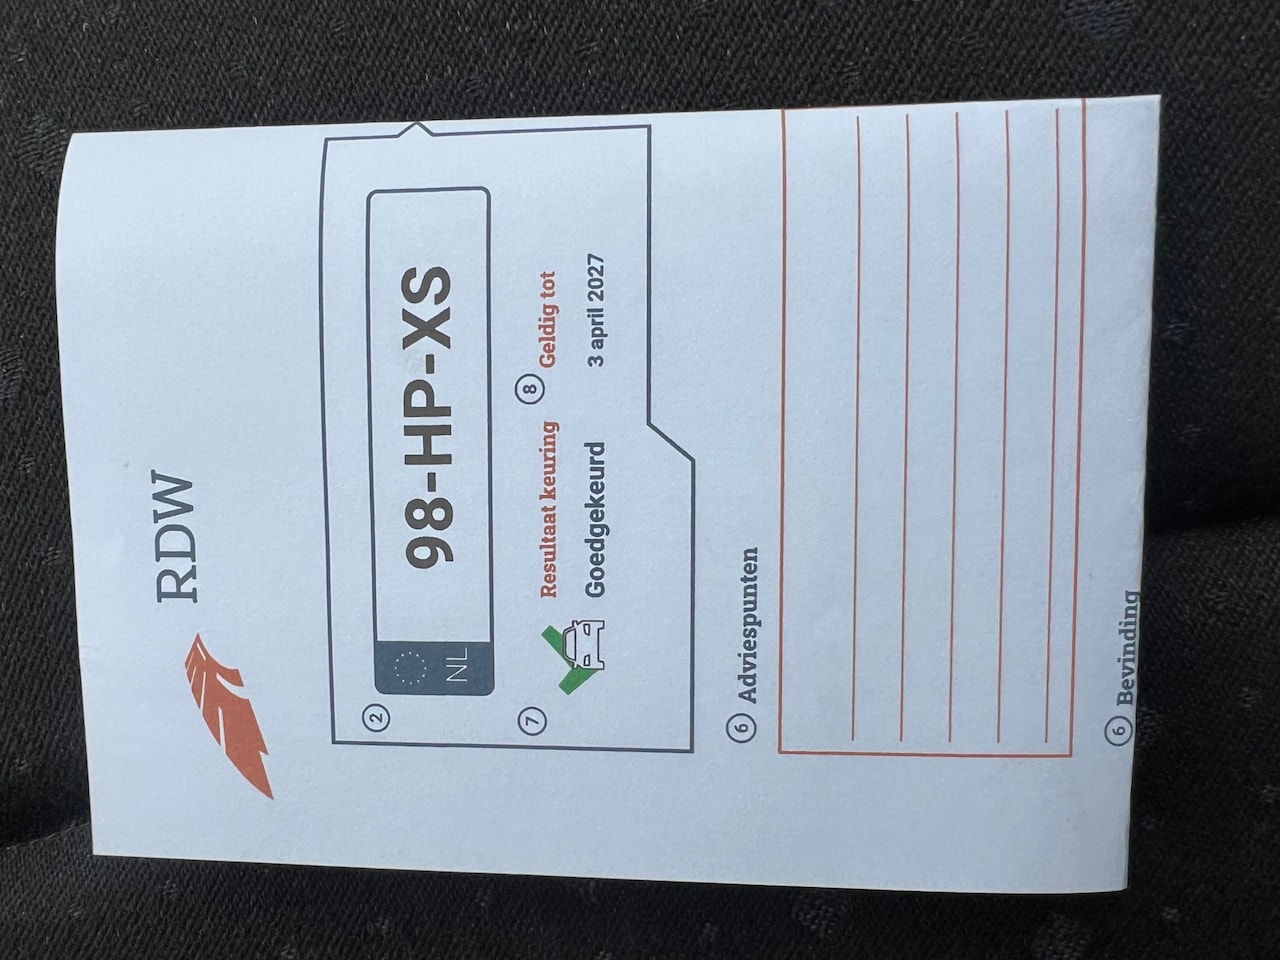 RDW
2
NL
98-HP-XS
7
Resultaat keuring
Goedgekeurd
8
Geldig tot
3 april 2027
6 Adviespunten
6 Bevinding